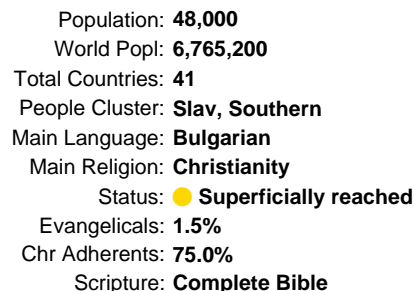 Population: 48,000
World Popl: 6,765,200
Total Countries: 41
People Cluster: Slav, Southern
Main Language: Bulgarian
Main Religion: Christianity
Status: Superficially reached
Evangelicals: 1.5%
Chr Adherents: 75.0%
Scripture: Complete Bible